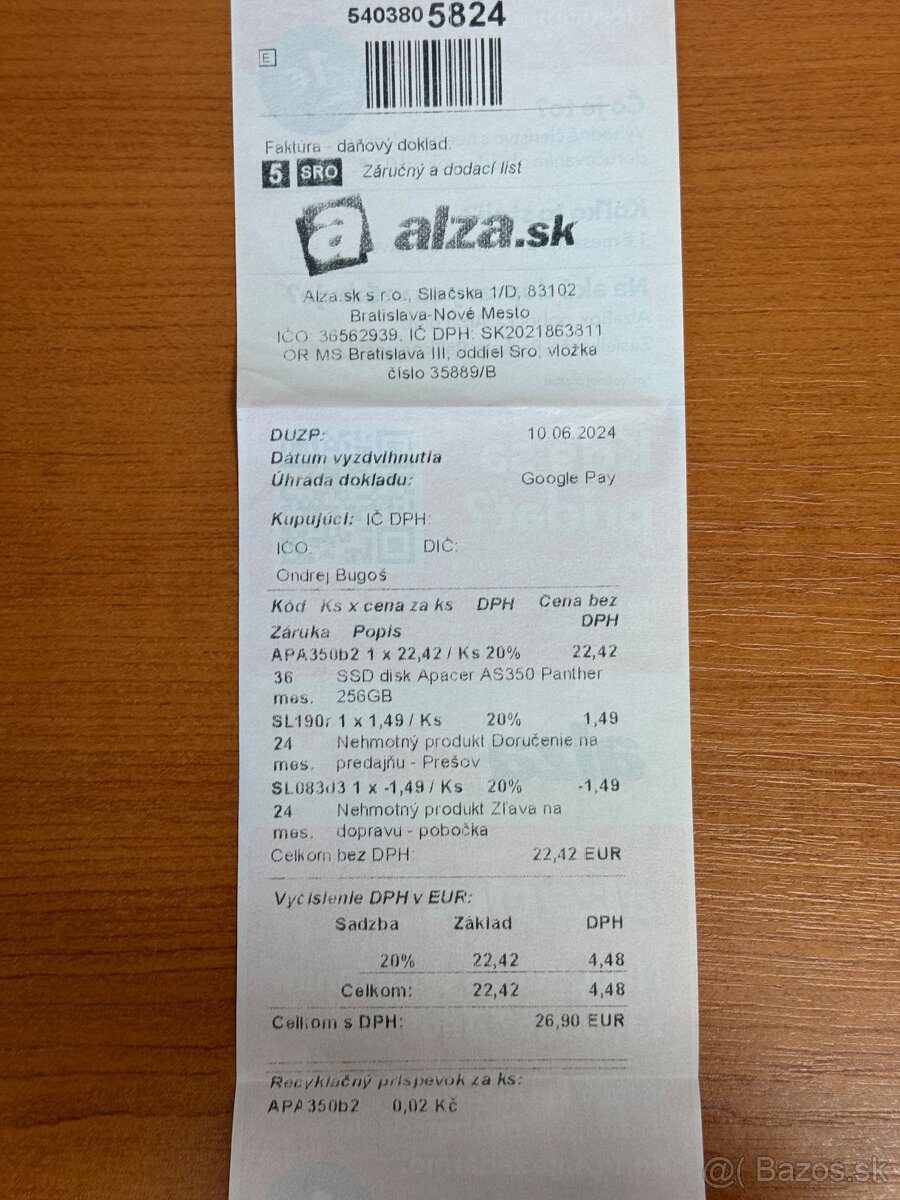 5403805824
E
Faktúra - daňový doklad:
5 SRO Záručný a dodací list
a alza.sk
Alza.sk s.r.o., Sliačska 1/D, 83102
Bratislava-Nové Mesto
IČO: 36562939, IČ DPH: SK2021863811
OR MS Bratislava III, oddiel Sro, vložka
číslo 35889/B
DUZP: 10.06.2024
Dátum vyzdvihnutia
Úhrada dokladu: Google Pay
Kupujúci: IČ DPH:
IČO: DIČ:
Ondrej Bugoš
Kód Ks x cena za ks DPH Cena bez DPH
Záruka Popis
APA350b2 1 x 22,42 / Ks 20% 22,42
36 mes. SSD disk Apacer AS350 Panther
256GB
SL190r 1 x 1,49 / Ks 20% 1,49
24 mes. Nehmotný produkt Doručenie na
predajňu - Prešov
SL083d3 1 x -1,49 / Ks 20% -1,49
24 mes. Nehmotný produkt Zľava na
dopravu - pobočka
Celkom bez DPH: 22,42 EUR
Vyčíslenie DPH v EUR:
Sadzba Základ DPH
20% 22,42 4,48
Celkom: 22,42 4,48
Celkom s DPH: 26,90 EUR
Recyklačný príspevok za ks:
APA350b2 0,02 Kč
@( Bazos.sk